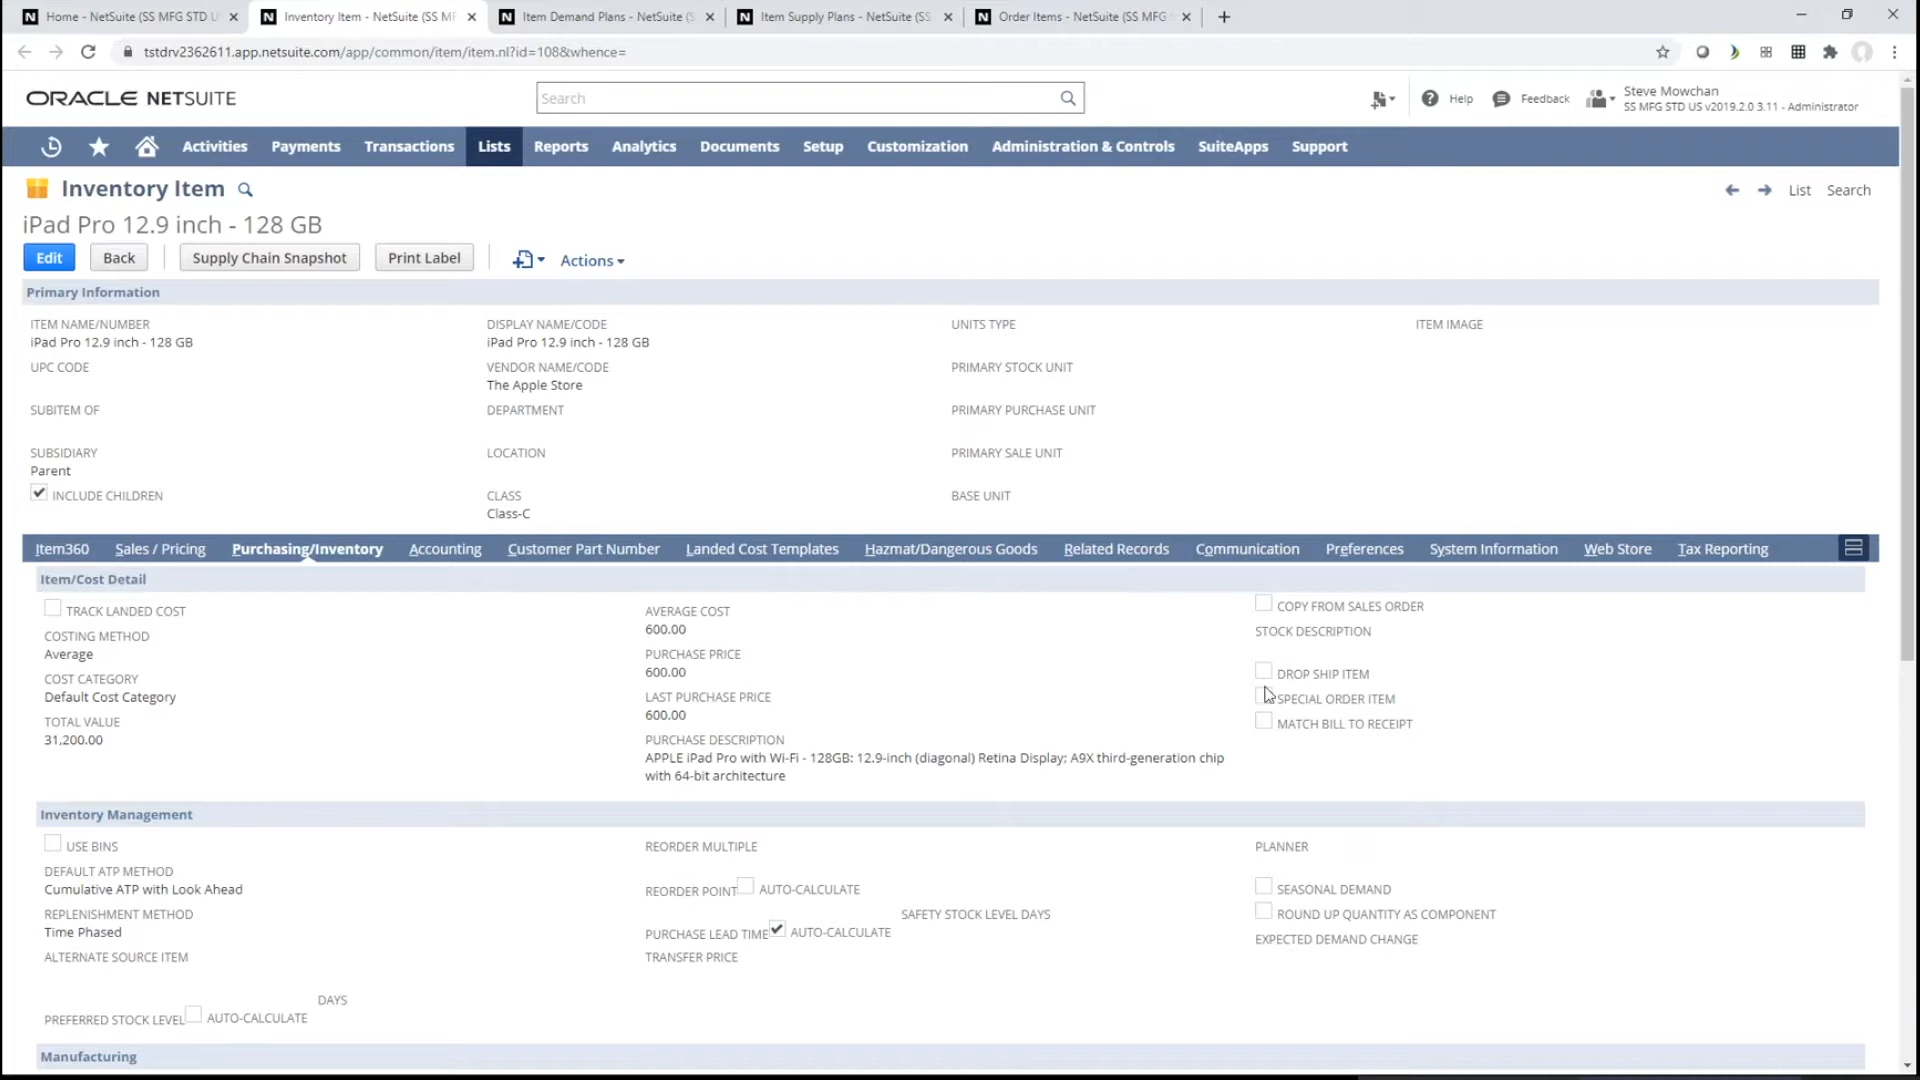 Home - NetSuite (SS MFG STD U
Inventory Item - NetSuite (SS MF
Item Demand Plans - NetSuite (S
Item Supply Plans - NetSuite (SS
Order Items - NetSuite (SS MFG
tstdrv2362611.app.netsuite.com/app/common/item/item.nl?id=108&whence=
ORACLE NETSUITE
Search
Help
Feedback
Steve Mowchan
SS MFG STD US v2019.2.0 3.11 - Administrator
Activities Payments Transactions Lists Reports Analytics Documents Setup Customization Administration & Controls SuiteApps Support
Inventory Item
List Search
iPad Pro 12.9 inch - 128 GB
Edit Back Supply Chain Snapshot Print Label Actions
Primary Information
ITEM NAME/NUMBER
iPad Pro 12.9 inch - 128 GB
UPC CODE
SUBITEM OF
SUBSIDIARY
Parent
INCLUDE CHILDREN
DISPLAY NAME/CODE
iPad Pro 12.9 inch - 128 GB
VENDOR NAME/CODE
The Apple Store
DEPARTMENT
LOCATION
CLASS
Class-C
UNITS TYPE
PRIMARY STOCK UNIT
PRIMARY PURCHASE UNIT
PRIMARY SALE UNIT
BASE UNIT
ITEM IMAGE
Item360 Sales / Pricing Purchasing/Inventory Accounting Customer Part Number Landed Cost Templates Hazmat/Dangerous Goods Related Records Communication Preferences System Information Web Store Tax Reporting
Item/Cost Detail
TRACK LANDED COST
COSTING METHOD
Average
COST CATEGORY
Default Cost Category
TOTAL VALUE
31,200.00
AVERAGE COST
600.00
PURCHASE PRICE
600.00
LAST PURCHASE PRICE
600.00
PURCHASE DESCRIPTION
APPLE iPad Pro with Wi-Fi - 128GB: 12.9-inch (diagonal) Retina Display; A9X third-generation chip
with 64-bit architecture
COPY FROM SALES ORDER
STOCK DESCRIPTION
DROP SHIP ITEM
SPECIAL ORDER ITEM
MATCH BILL TO RECEIPT
Inventory Management
USE BINS
DEFAULT ATP METHOD
Cumulative ATP with Look Ahead
REPLENISHMENT METHOD
Time Phased
ALTERNATE SOURCE ITEM
DAYS
PREFERRED STOCK LEVEL AUTO-CALCULATE
REORDER MULTIPLE
REORDER POINT AUTO-CALCULATE
SAFETY STOCK LEVEL DAYS
PURCHASE LEAD TIME AUTO-CALCULATE
TRANSFER PRICE
PLANNER
SEASONAL DEMAND
ROUND UP QUANTITY AS COMPONENT
EXPECTED DEMAND CHANGE
Manufacturing